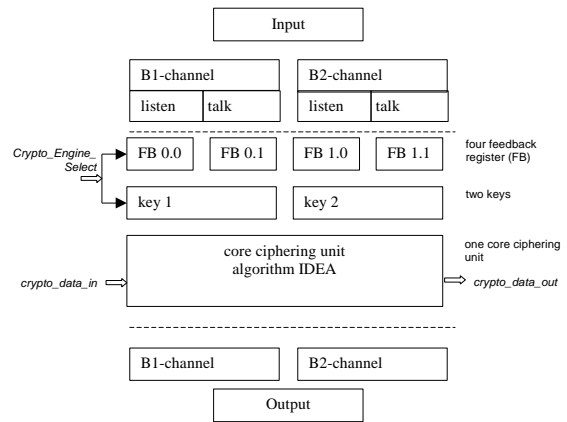 Input
B1-channel
B2-channel
listen
talk
listen
talk
Crypto_Engine_
Select
FB 0.0
FB 0.1
FB 1.0
FB 1.1
four feedback
register (FB)
key 1
key 2
two keys
core ciphering unit
algorithm IDEA
one core ciphering
unit
crypto_data_in
crypto_data_out
B1-channel
B2-channel
Output